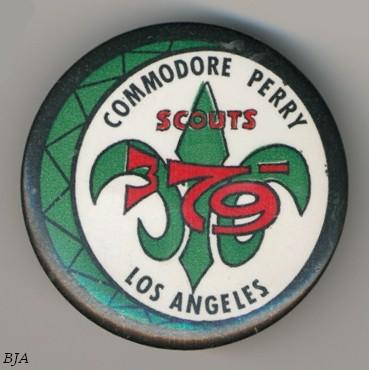 COMMODORE PERRY
SCOUTS
379
LOS ANGELES
BJA